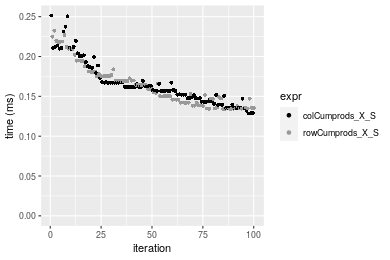 0.25
0.20
0.15
0.10
0.05
0.00
time (ms)
0
25
50
75
100
iteration
expr
colCumprods_X_S
rowCumprods_X_S